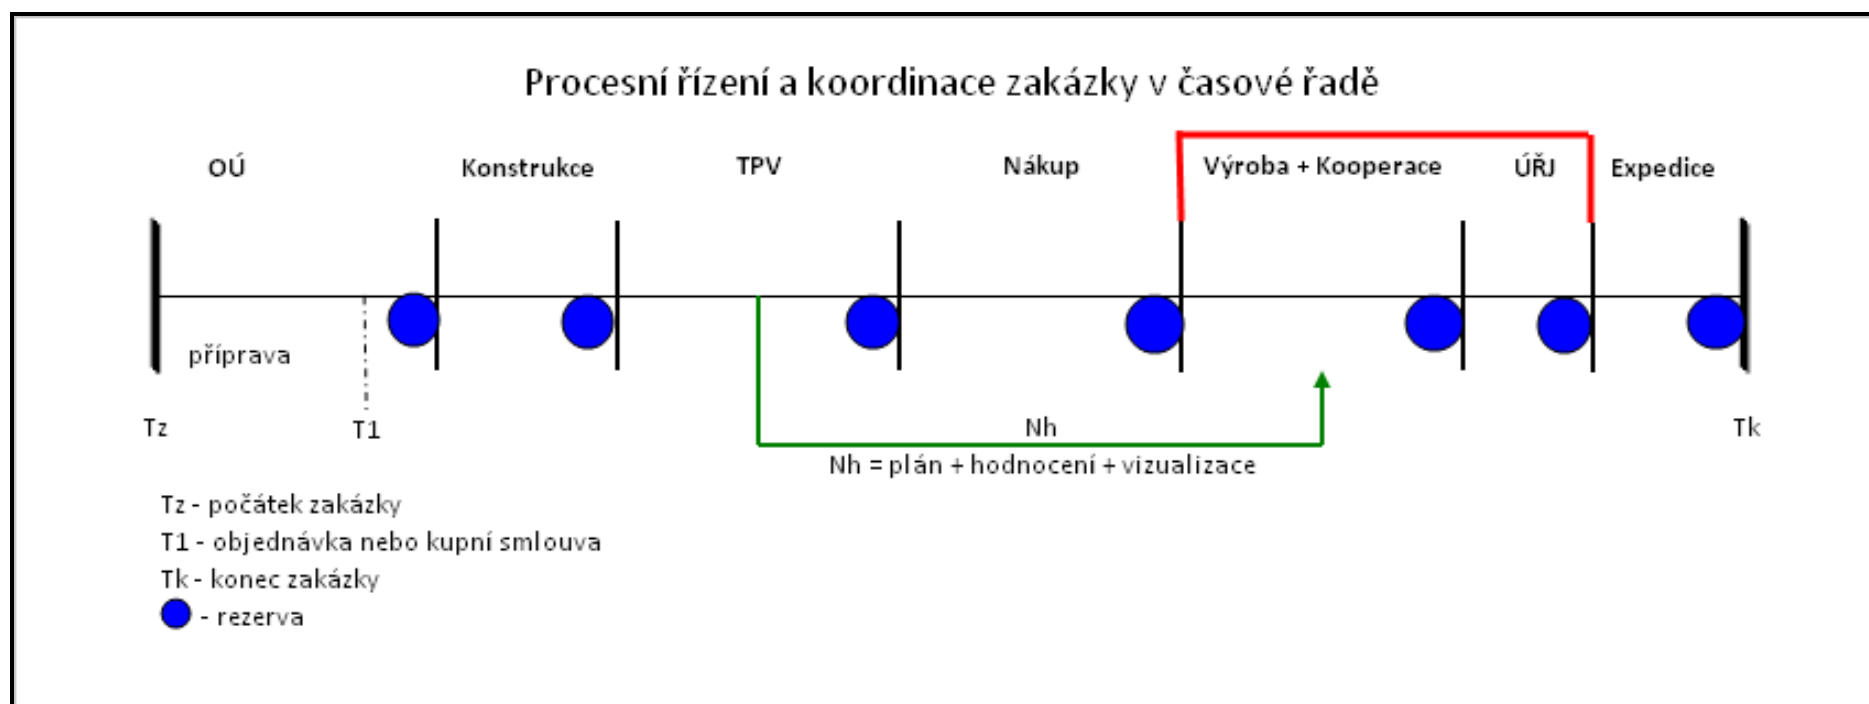 Procesní řízení a koordinace zakázky v časové řadě
OÚ Konstrukce TPV Nákup Výroba + Kooperace ÚŘJ Expedice
příprava
Tz T1 Nh Tk
Nh = plán + hodnocení + vizualizace
Tz - počátek zakázky
T1 - objednávka nebo kupní smlouva
Tk - konec zakázky
- rezerva